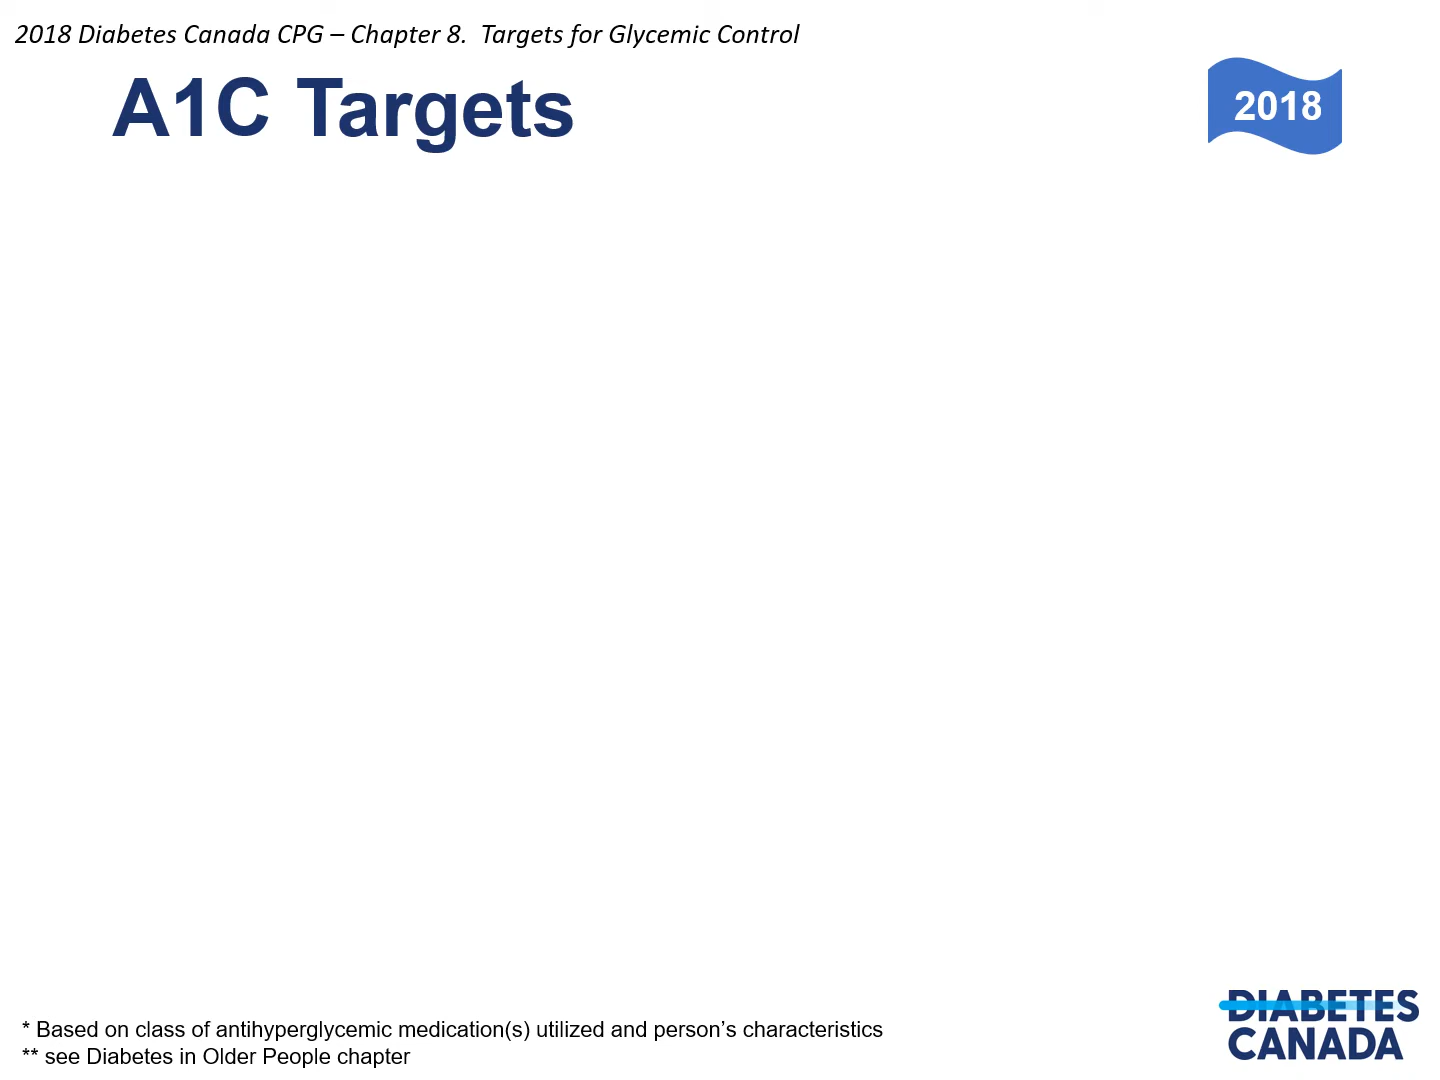 2018 Diabetes Canada CPG – Chapter 8.  Targets for Glycemic Control
A1C Targets
2018
* Based on class of antihyperglycemic medication(s) utilized and person’s characteristics
** see Diabetes in Older People chapter
DIABETES
CANADA